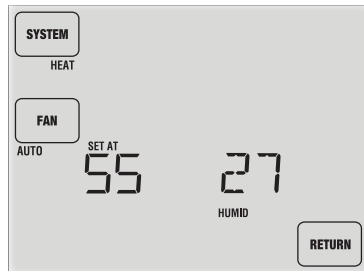 SYSTEM
HEAT
FAN
AUTO
SET AT
55 27
HUMID
RETURN